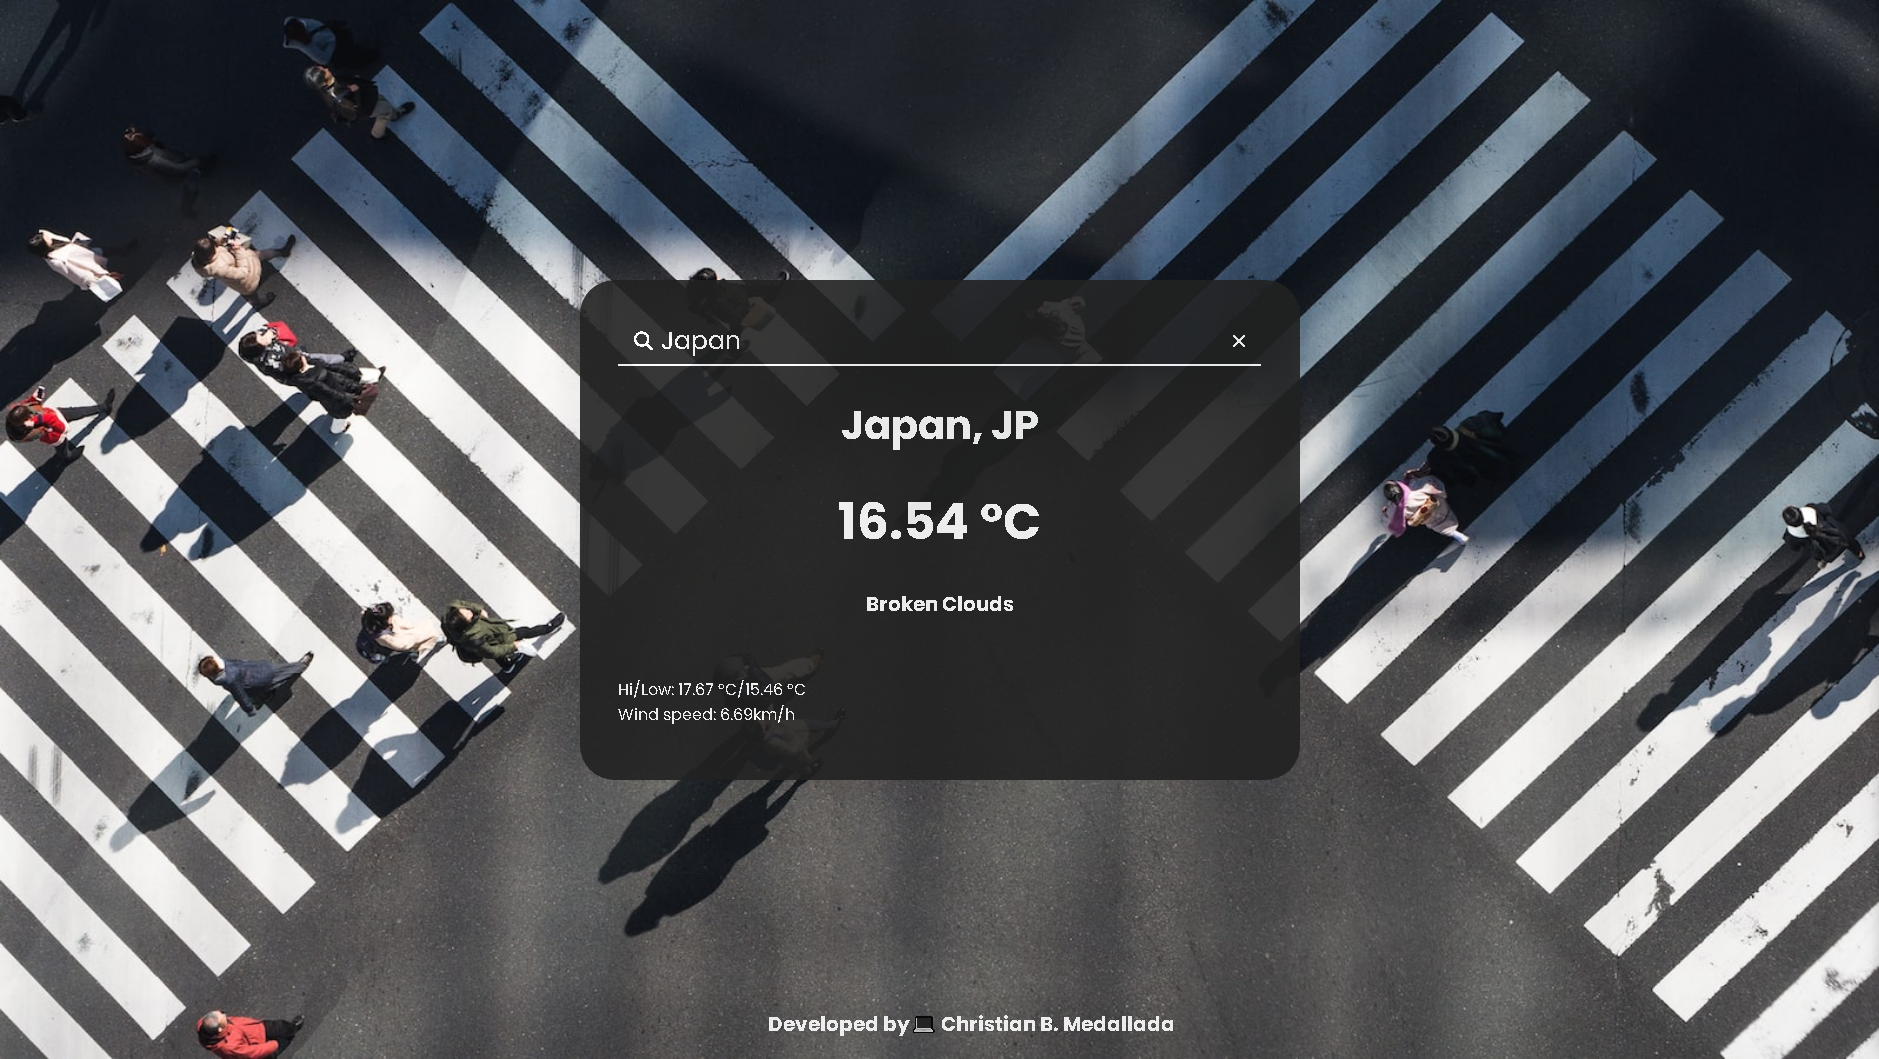 Japan
Japan, JP
16.54 °C
Broken Clouds
Hi/Low: 17.67 °C/15.46 °C
Wind speed: 6.69km/h
Developed by 💻 Christian B. Medallada